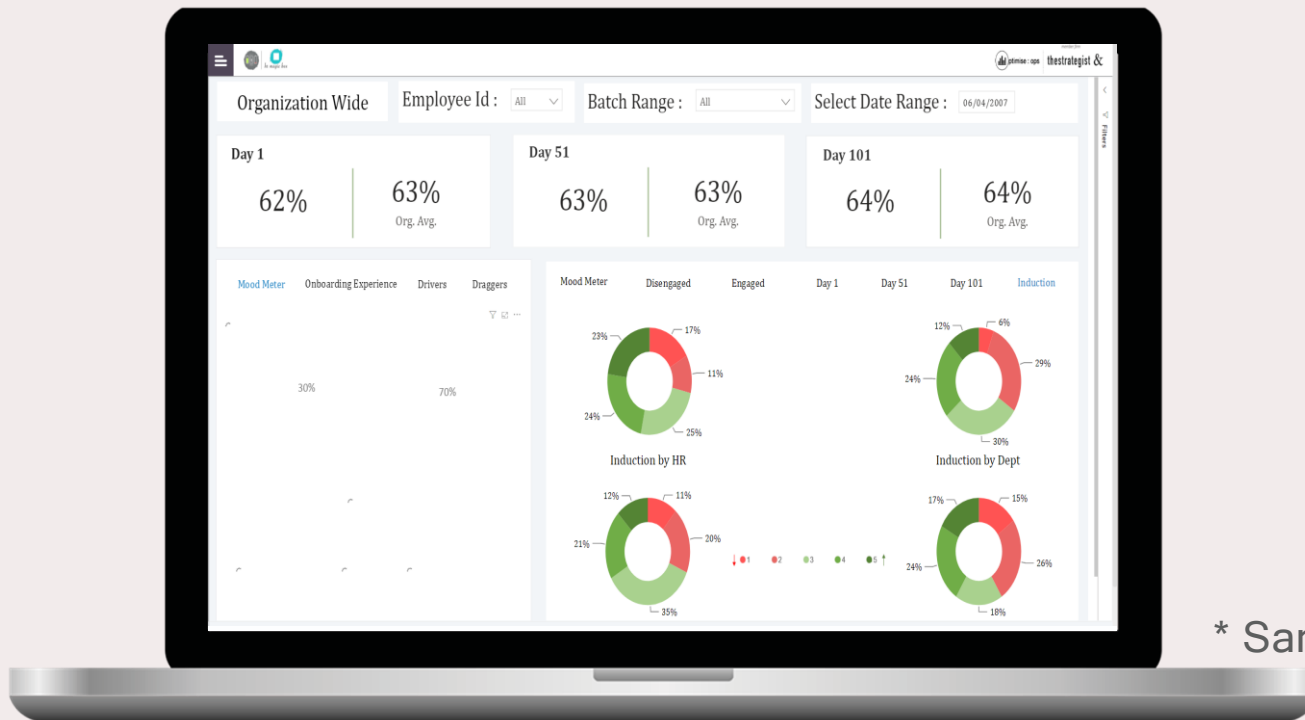 ptimise : ops
thestrategist &
Organization Wide
Employee Id :
All
Batch Range :
All
Select Date Range :
06/04/2007
Filters
Day 1
62%
63%
Org. Avg.
Day 51
63%
63%
Org. Avg.
Day 101
64%
64%
Org. Avg.
Mood Meter Onboarding Experience Drivers Draggers
30%
70%
Mood Meter Disengaged Engaged Day 1 Day 51 Day 101 Induction
23%
17%
11%
24%
25%
Induction by HR
12%
6%
29%
24%
30%
Induction by Dept
12%
11%
20%
21%
35%
1 2 3 4 5
17%
15%
24%
26%
18%
* Sar